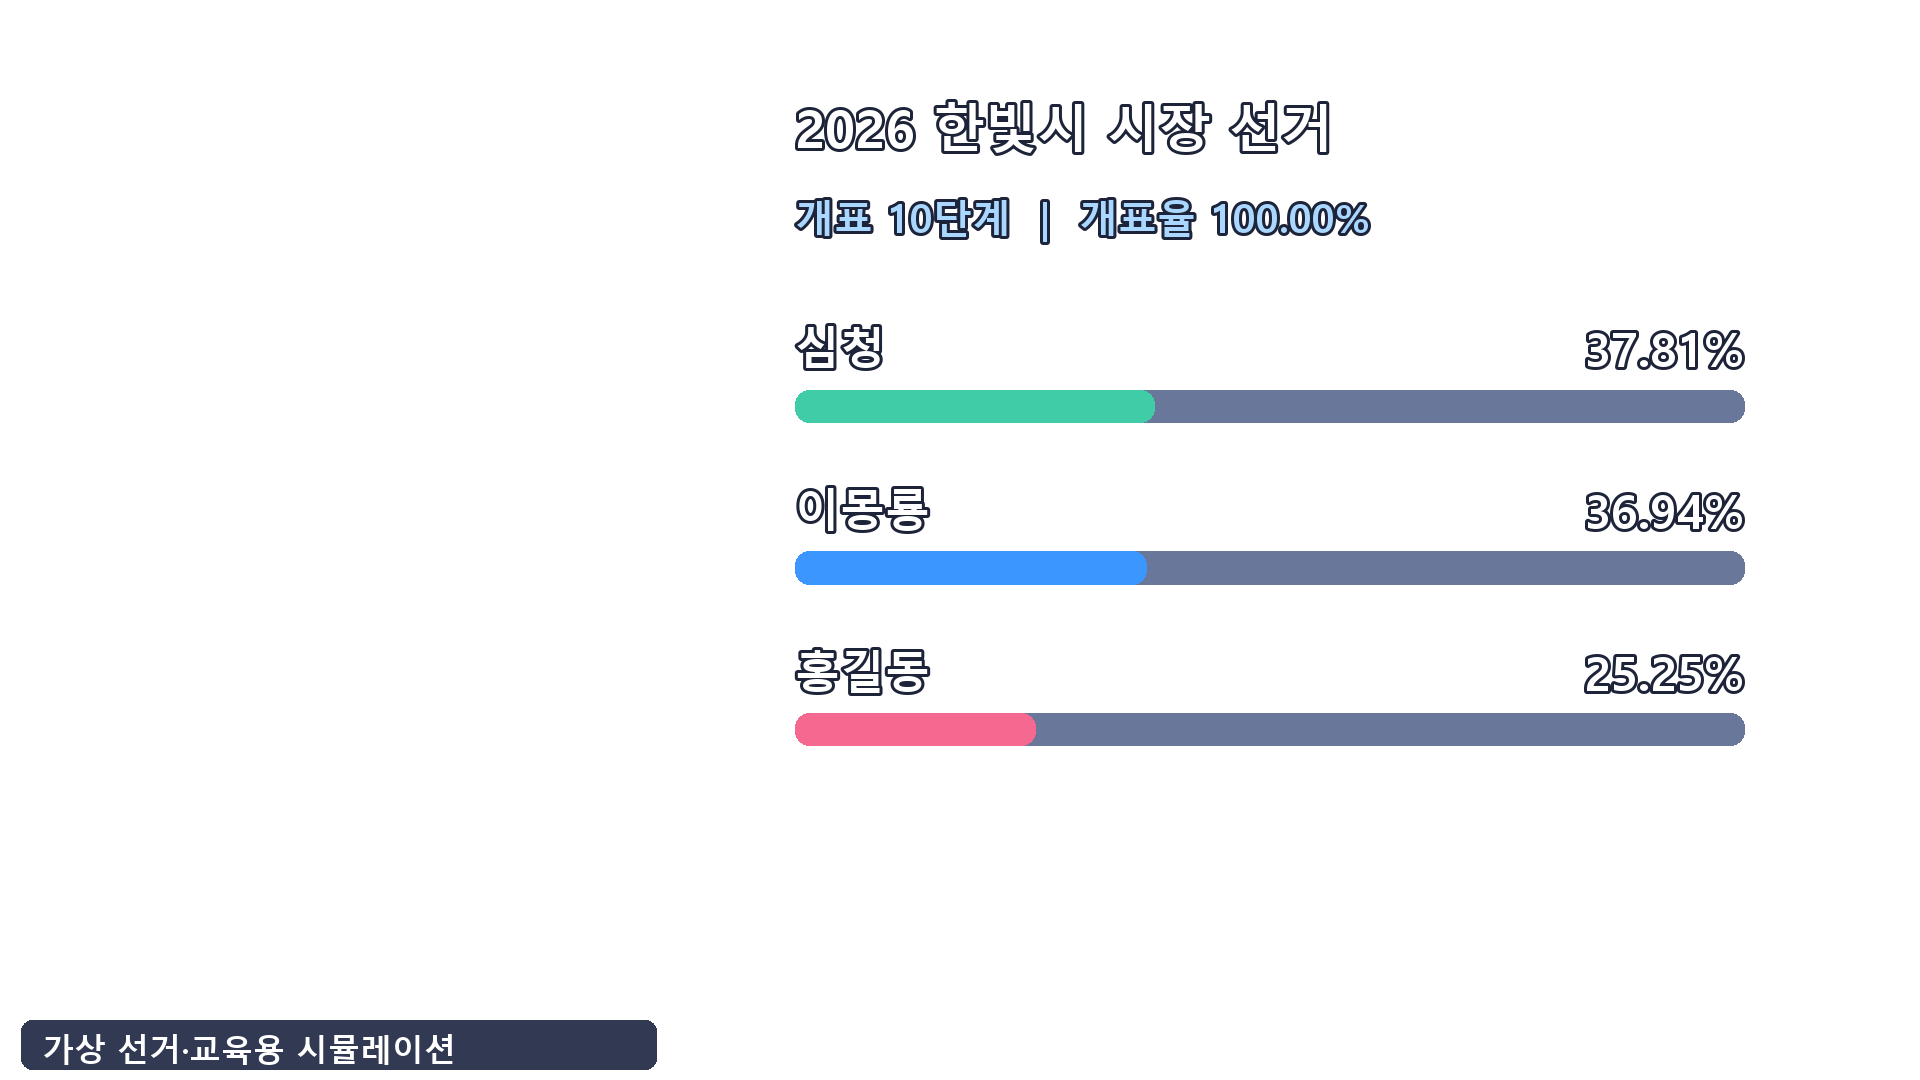 2026 한빛시 시장 선거
개표 10단계 | 개표율 100.00%
심청 37.81%
이몽룡 36.94%
홍길동 25.25%
가상 선거·교육용 시뮬레이션